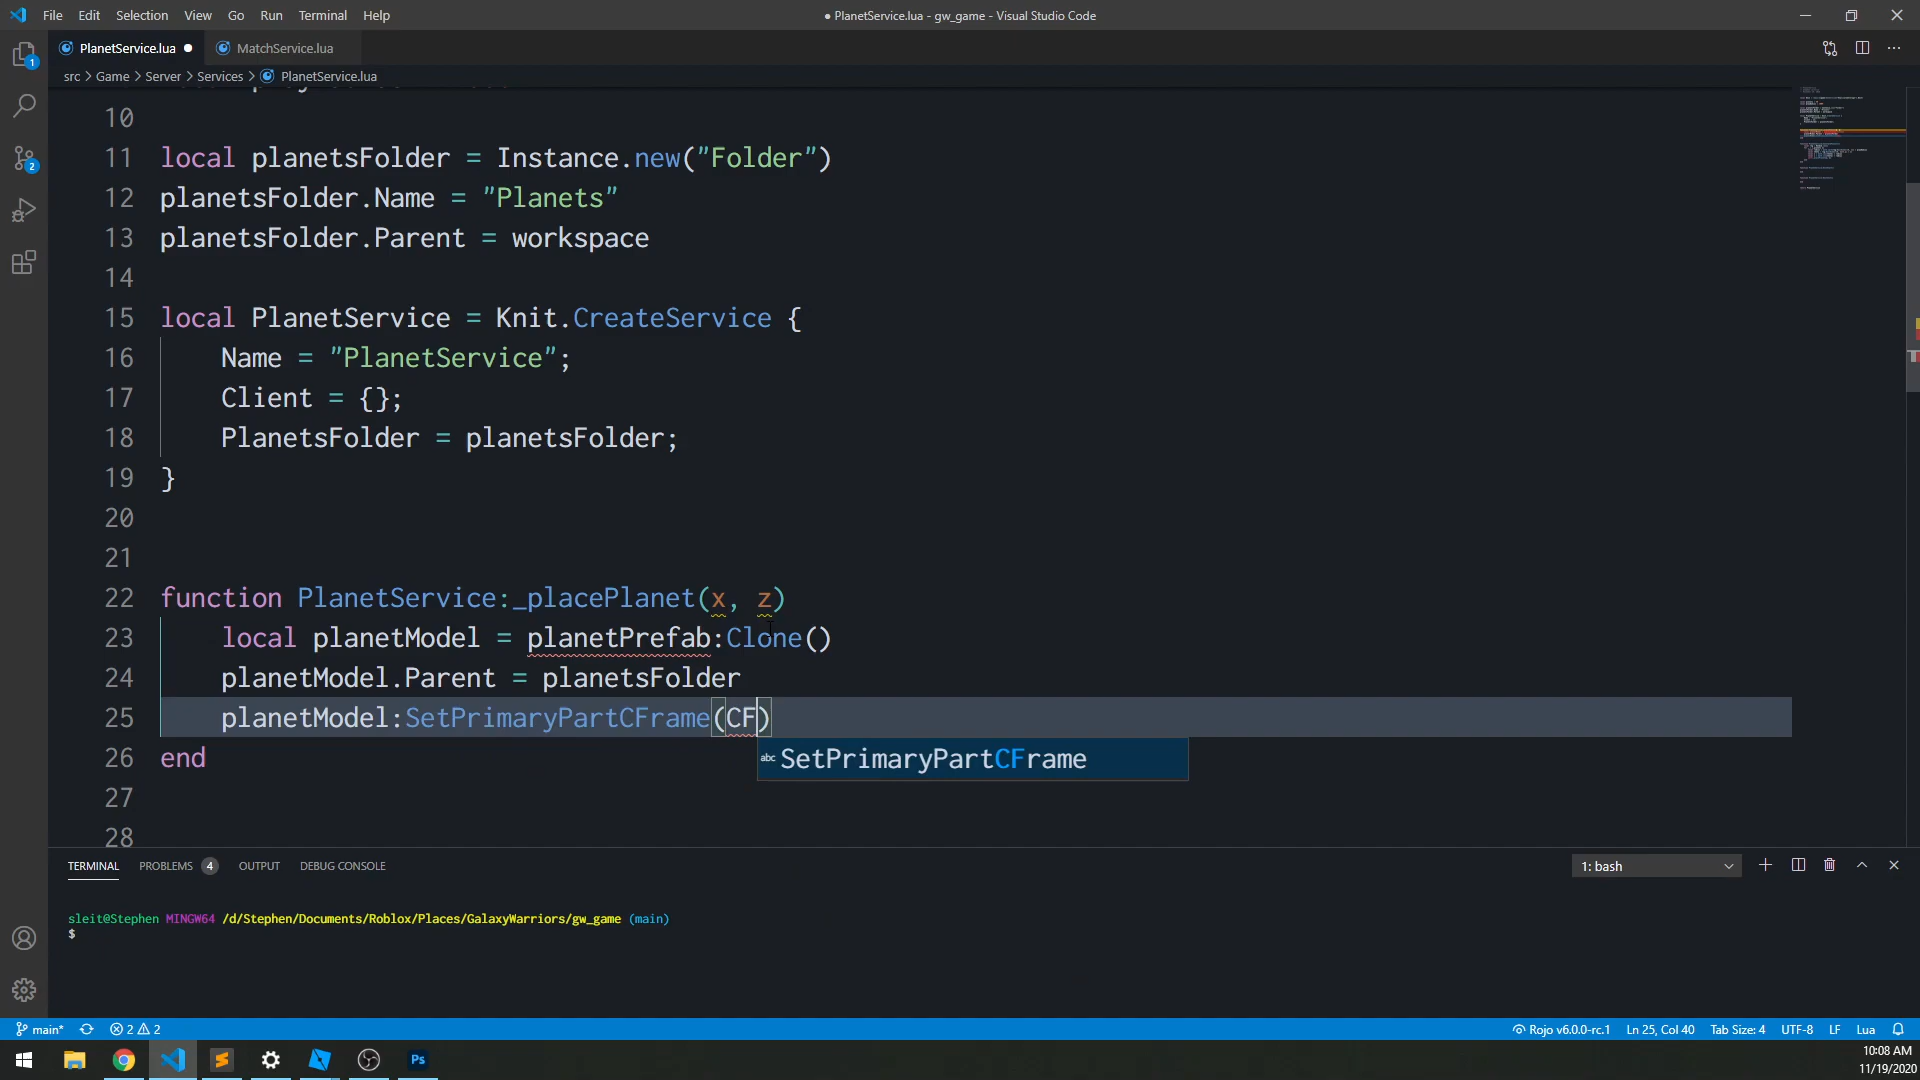 File Edit Selection View Go Run Terminal Help
● PlanetService.lua - gw_game - Visual Studio Code
PlanetService.lua ● MatchService.lua
src > Game > Server > Services > PlanetService.lua
10
11 local planetsFolder = Instance.new("Folder")
12 planetsFolder.Name = "Planets"
13 planetsFolder.Parent = workspace
14
15 local PlanetService = Knit.CreateService {
16 Name = "PlanetService";
17 Client = {};
18 PlanetsFolder = planetsFolder;
19 }
20
21
22 function PlanetService:_placePlanet(x, z)
23 local planetModel = planetPrefab:Clone()
24 planetModel.Parent = planetsFolder
25 planetModel:SetPrimaryPartCFrame(CF)
abc SetPrimaryPartCFrame
26 end
27
28
TERMINAL PROBLEMS 4 OUTPUT DEBUG CONSOLE
1: bash
sleit@Stephen MINGW64 /d/Stephen/Documents/Roblox/Places/GalaxyWarriors/gw_game (main)
$
main* 2 2
Rojo v6.0.0-rc.1 Ln 25, Col 40 Tab Size: 4 UTF-8 LF Lua
1
2
Ps
10:08 AM
11/19/2020